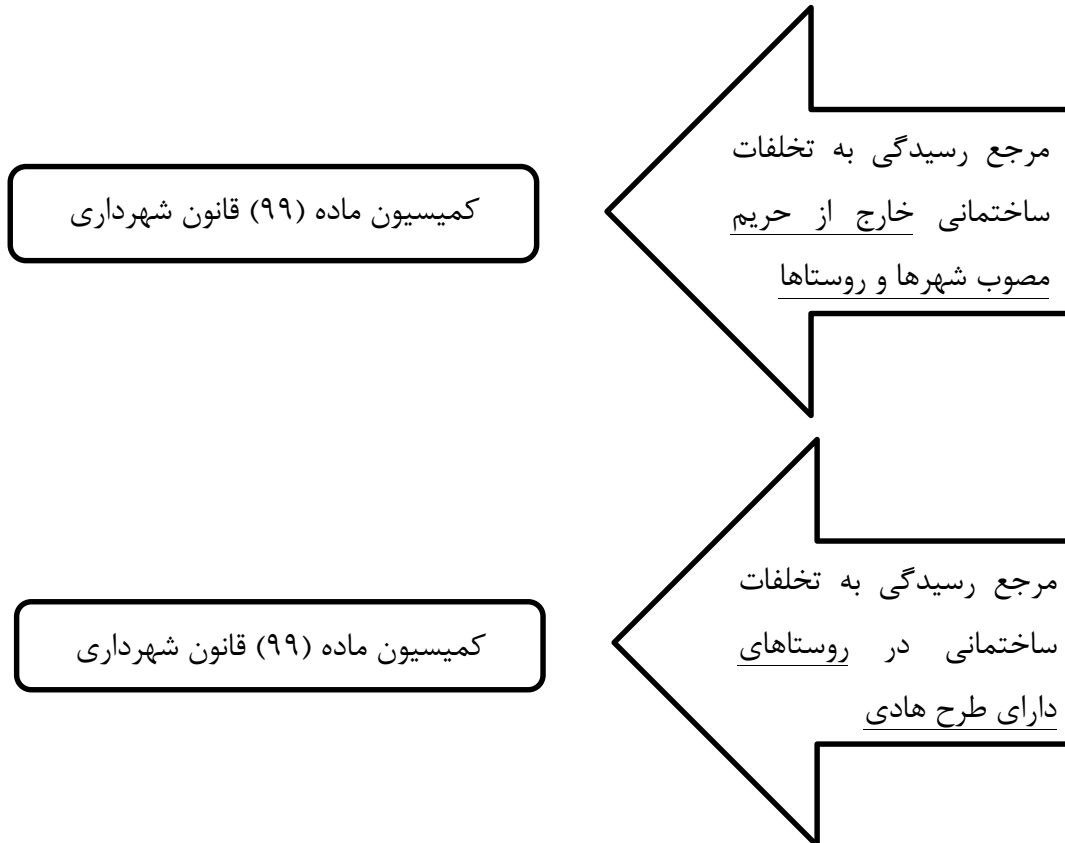 مرجع رسیدگی به تخلفات
ساختمانی خارج از حریم
مصوب شهرها و روستاها
کمیسیون ماده (۹۹) قانون شهرداری
مرجع رسیدگی به تخلفات
ساختمانی در روستاهای
دارای طرح هادی
کمیسیون ماده (۹۹) قانون شهرداری